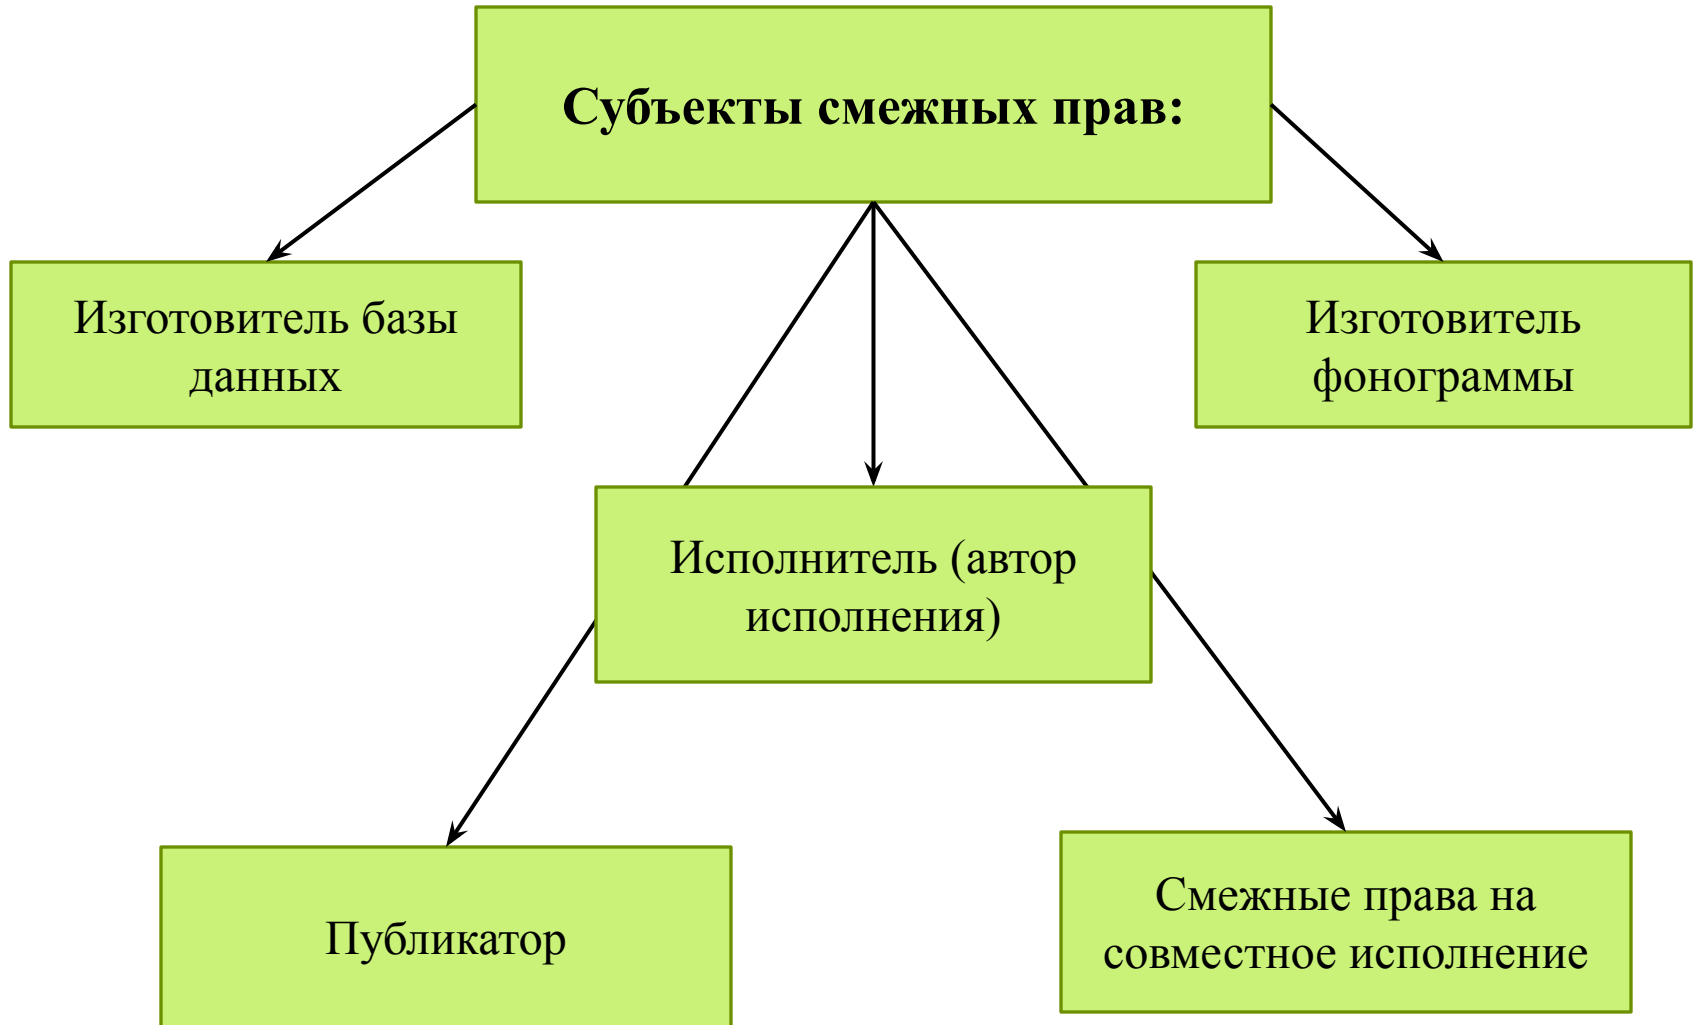 Субъекты смежных прав:
Изготовитель базы
данных
Изготовитель
фонограммы
Исполнитель (автор
исполнения)
Публикатор
Смежные права на
совместное исполнение